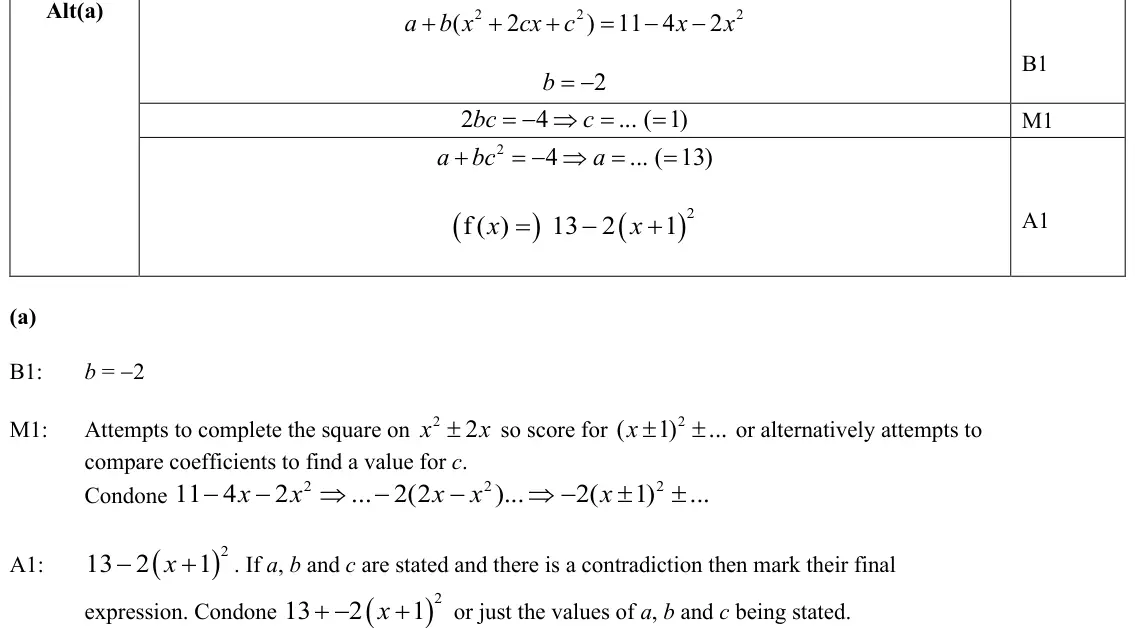 Alt(a)
a + b(x² + 2cx + c²) = 11 − 4x − 2x²
b = −2
B1
2bc = −4 ⇒ c = ... (= 1)
M1
a + bc² = −4 ⇒ a = ... (= 13)
(f(x) =) 13 − 2(x + 1)²
A1
(a)
B1: b = −2
M1: Attempts to complete the square on x² ± 2x so score for (x ± 1)² ± ... or alternatively attempts to
compare coefficients to find a value for c.
Condone 11 − 4x − 2x² ⇒ ... − 2(2x − x²)... ⇒ −2(x ± 1)² ± ...
A1: 13 − 2(x + 1)² . If a, b and c are stated and there is a contradiction then mark their final
expression. Condone 13 + −2(x + 1)² or just the values of a, b and c being stated.